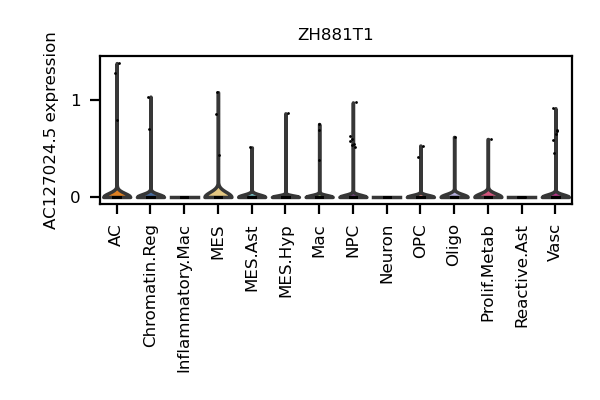 ZH881T1
AC127024.5 expression
1
0
AC
Chromatin.Reg
Inflammatory.Mac
MES
MES.Ast
MES.Hyp
Mac
NPC
Neuron
OPC
Oligo
Prolif.Metab
Reactive.Ast
Vasc